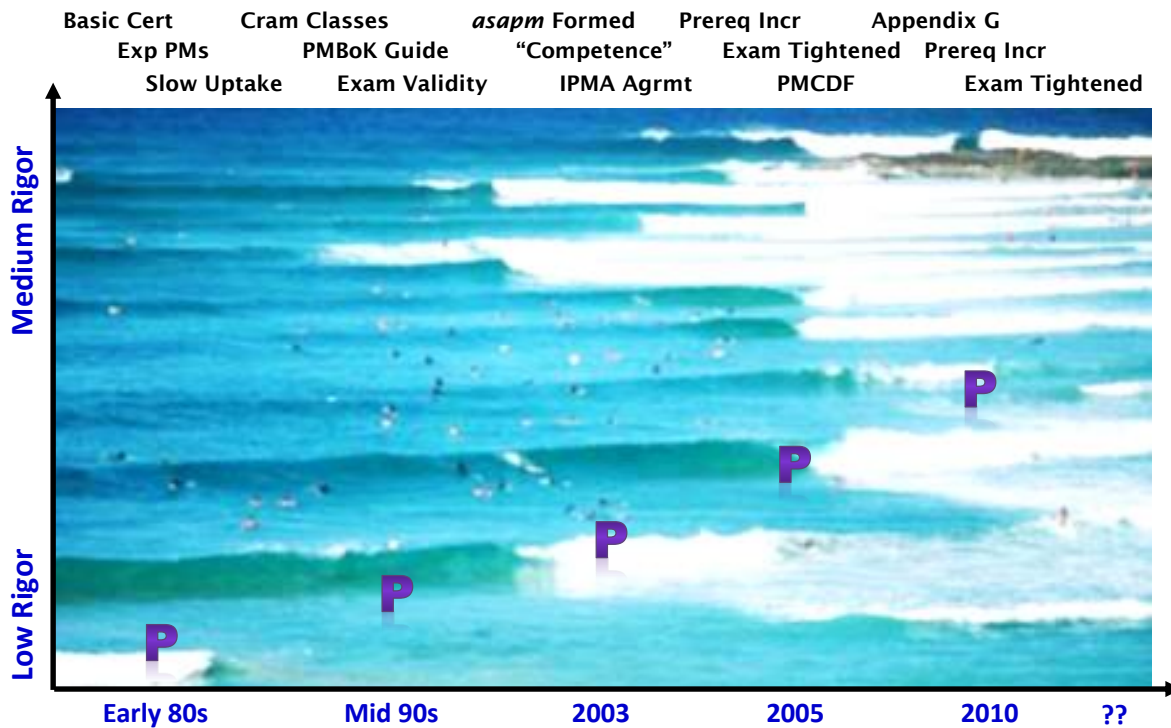 Basic Cert Cram Classes asapm Formed Prereq Incr Appendix G
Exp PMs PMBoK Guide “Competence” Exam Tightened Prereq Incr
Slow Uptake Exam Validity IPMA Agrmt PMCDF Exam Tightened
Medium Rigor
Low Rigor
P
P
P
P
P
Early 80s Mid 90s 2003 2005 2010 ??